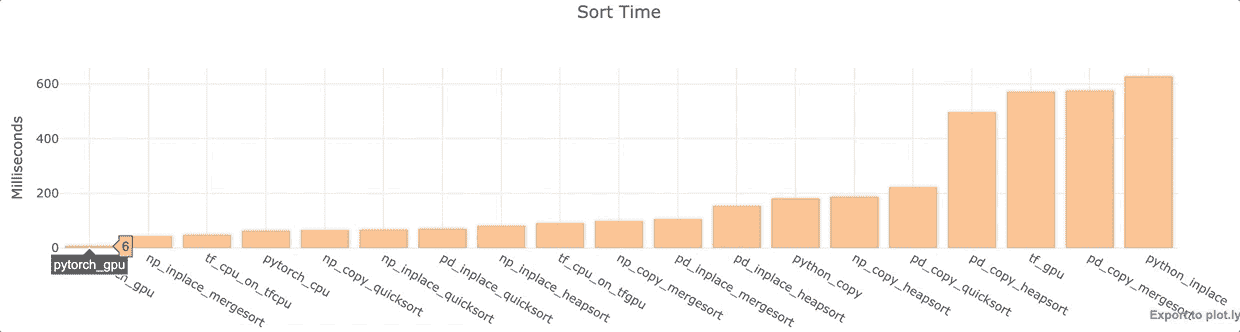 Sort Time
Milliseconds
600
400
200
0
6
pytorch_gpu
np_inplace_mergesort
tf_cpu_on_tfcpu
pytorch_cpu
np_copy_quicksort
np_inplace_quicksort
pd_inplace_quicksort
np_inplace_heapsort
tf_cpu_on_tfgpu
np_copy_mergesort
pd_inplace_mergesort
pd_inplace_heapsort
python_copy
np_copy_heapsort
pd_copy_quicksort
pd_copy_heapsort
tf_gpu
pd_copy_mergesort
python_inplace
Export to plot.ly